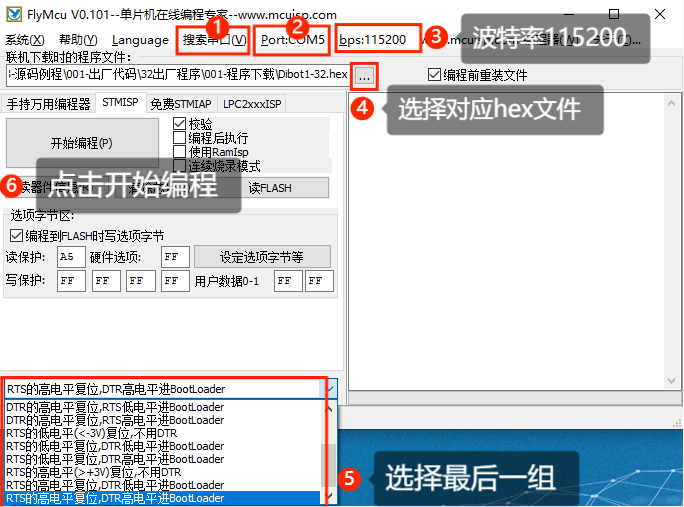 FlyMcu V0.101--单片机在线编程专家--www.mcuisp.com
系统(X) 帮助(Y) Language 搜索串口(V) Port:COM5 bps:115200
1
2
3 波特率115200
联机下载时的程序文件:
源码例程\001-出厂代码\32出厂程序\001-程序下载\Dibot1-32.hex ... 编程前重装文件
4 选择对应hex文件
手持万用编程器 STMISP 免费STMIAP LPC2xxxISP
开始编程(P)
校验
编程后执行
使用RamIsp
连续烧录模式
6 点击开始编程
读FLASH
选项字节区:
编程到FLASH时写选项字节
读保护: A5 硬件选项: FF 设定选项字节等
写保护: FF FF FF FF 用户数据0-1 FF FF
RTS的高电平复位,DTR高电平进BootLoader
DTR的高电平复位,RTS低电平进BootLoader
DTR的高电平复位,RTS高电平进BootLoader
RTS的低电平(<-3V)复位,不用DTR
RTS的低电平复位,DTR低电平进BootLoader
RTS的低电平复位,DTR高电平进BootLoader
RTS的高电平(>+3V)复位,不用DTR
RTS的高电平复位,DTR低电平进BootLoader
RTS的高电平复位,DTR高电平进BootLoader
5 选择最后一组